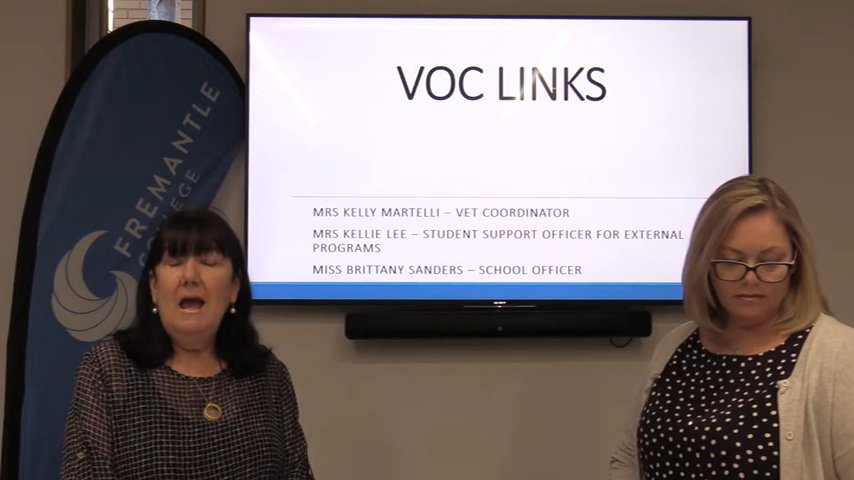 VOC LINKS
MRS KELLY MARTELLI – VET COORDINATOR
MRS KELLIE LEE – STUDENT SUPPORT OFFICER FOR EXTERNAL
PROGRAMS
MISS BRITTANY SANDERS – SCHOOL OFFICER
FREMANTLE
COLLEGE
SONY